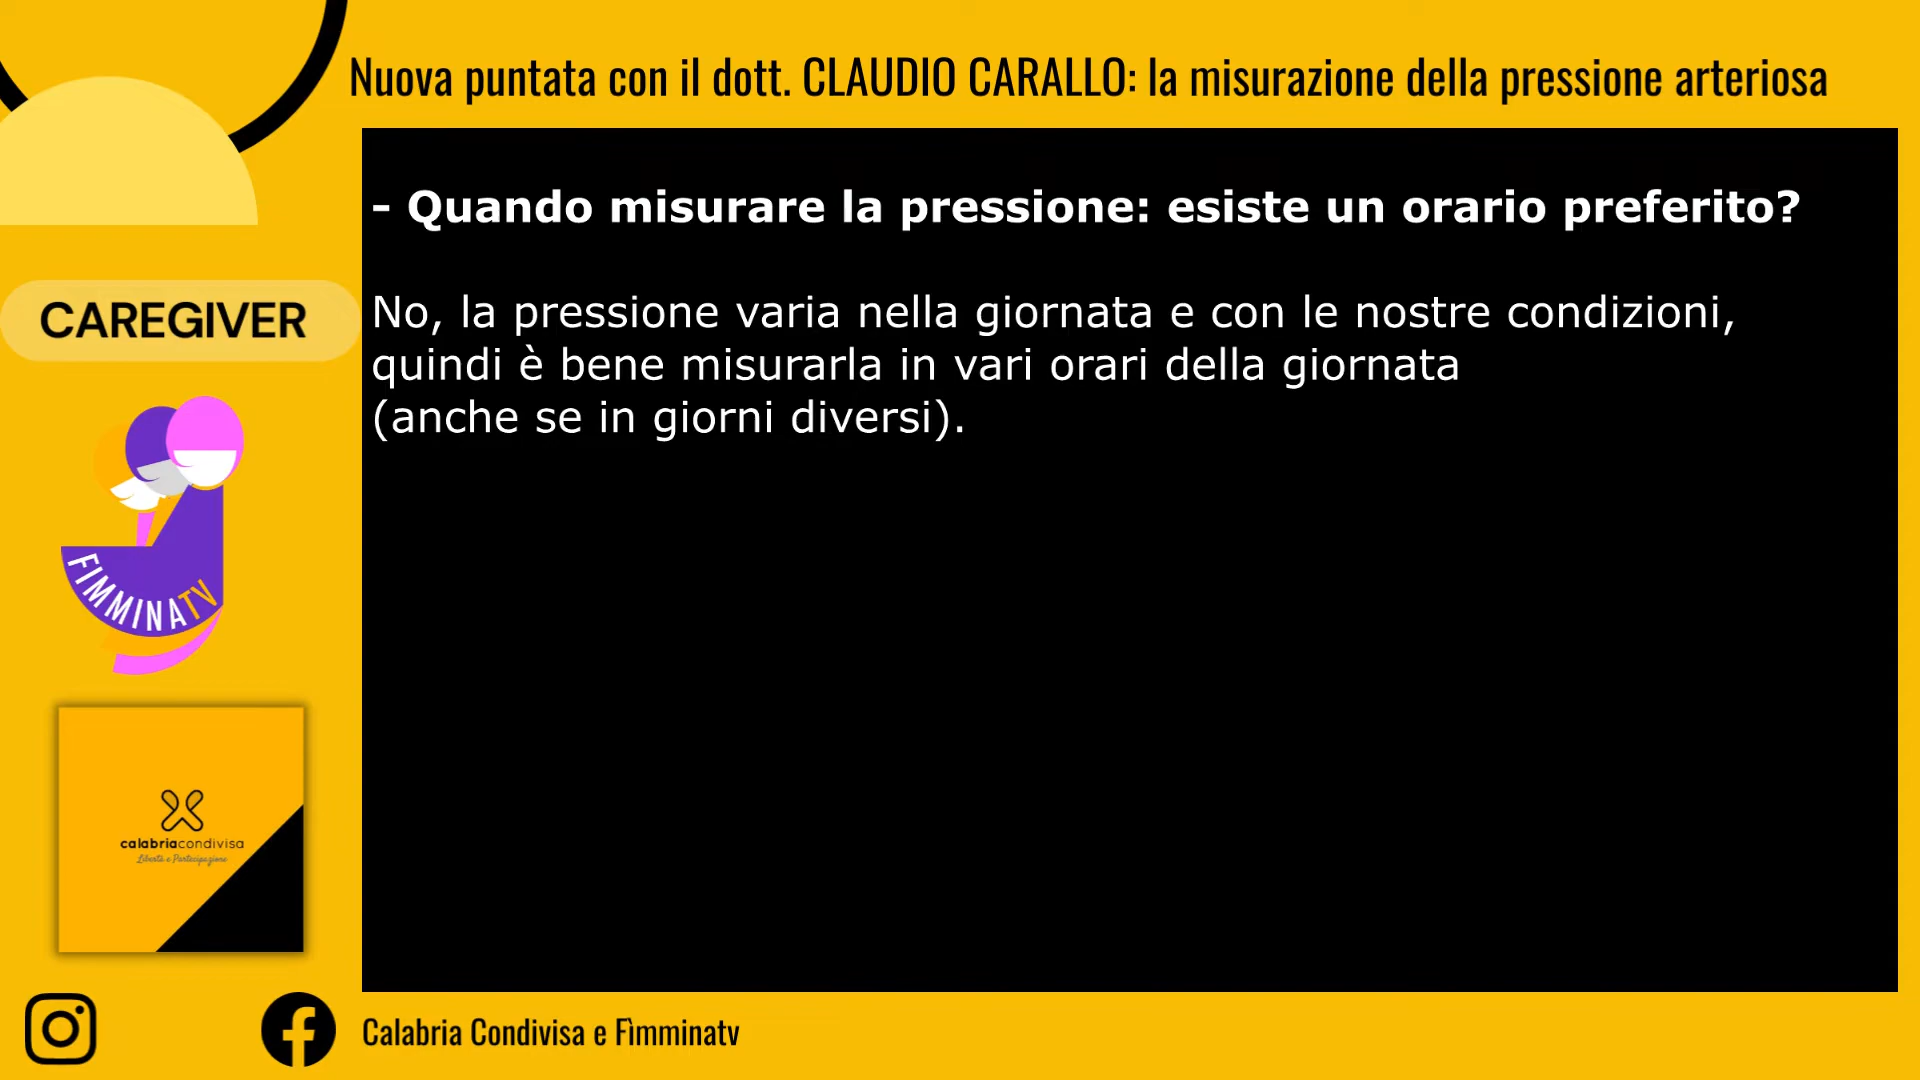 Nuova puntata con il dott. CLAUDIO CARALLO: la misurazione della pressione arteriosa
- Quando misurare la pressione: esiste un orario preferito?
No, la pressione varia nella giornata e con le nostre condizioni,
quindi è bene misurarla in vari orari della giornata
(anche se in giorni diversi).
CAREGIVER
FIMMINATV
calabriacondivisa
Libertà e Partecipazione
Calabria Condivisa e Fìmminatv